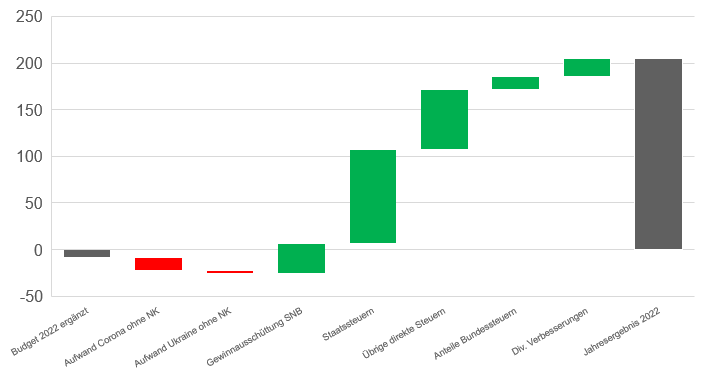 250
200
150
100
50
0
-50
Budget 2022 ergänzt
Aufwand Corona ohne NK
Aufwand Ukraine ohne NK
Gewinnausschüttung SNB
Staatssteuern
Übrige direkte Steuern
Anteile Bundessteuern
Div. Verbesserungen
Jahresergebnis 2022